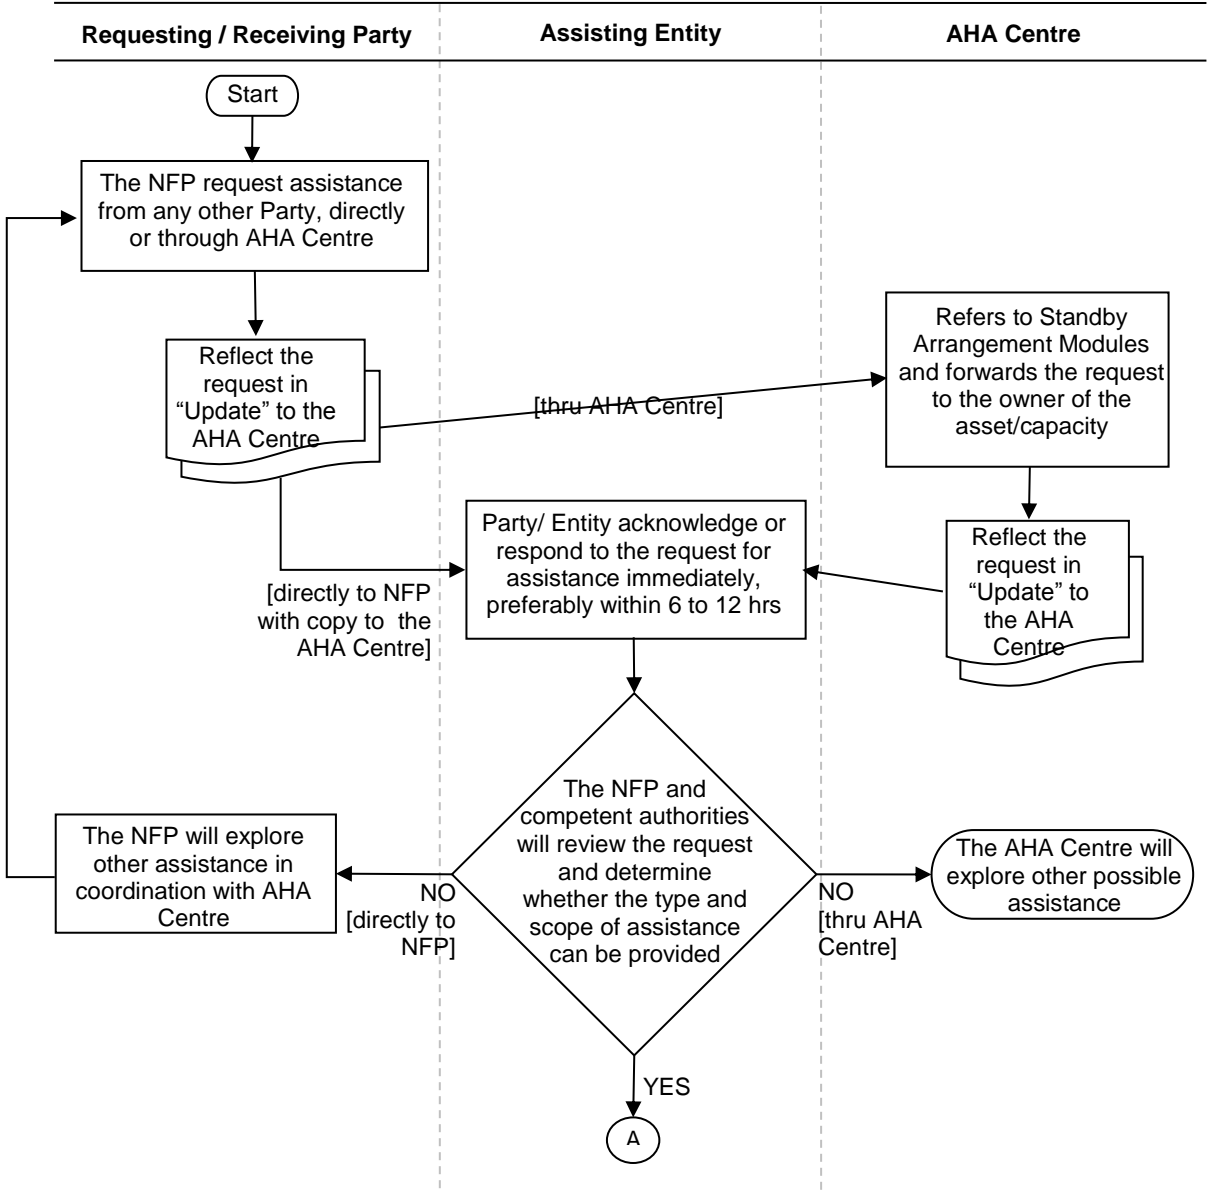 Requesting / Receiving Party
Assisting Entity
AHA Centre
Start
The NFP request assistance
from any other Party, directly
or through AHA Centre
Reflect the
request in
“Update” to the
AHA Centre
[thru AHA Centre]
Refers to Standby
Arrangement Modules
and forwards the request
to the owner of the
asset/capacity
[directly to NFP
with copy to  the
AHA Centre]
Party/ Entity acknowledge or
respond to the request for
assistance immediately,
preferably within 6 to 12 hrs
Reflect the
request in
“Update” to
the AHA
Centre
The NFP and
competent authorities
will review the request
and determine
whether the type and
scope of assistance
can be provided
The NFP will explore
other assistance in
coordination with AHA
Centre
NO
[directly to
NFP]
NO
[thru AHA
Centre]
The AHA Centre will
explore other possible
assistance
YES
A